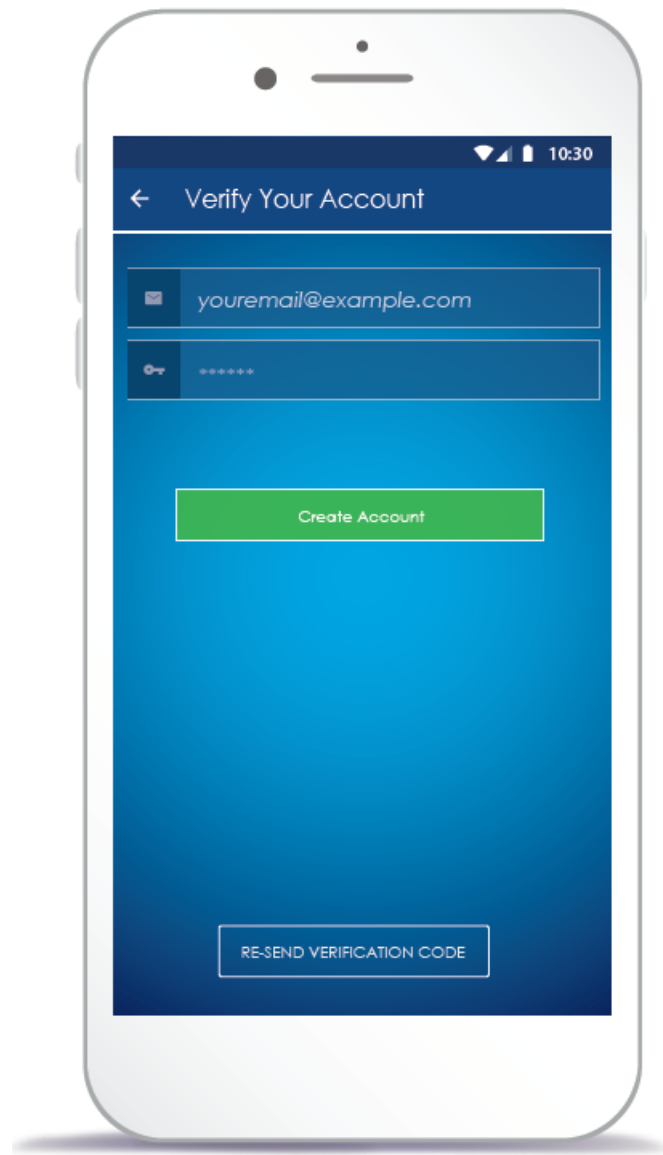 10:30
Verify Your Account
youremail@example.com
******
Create Account
RE-SEND VERIFICATION CODE